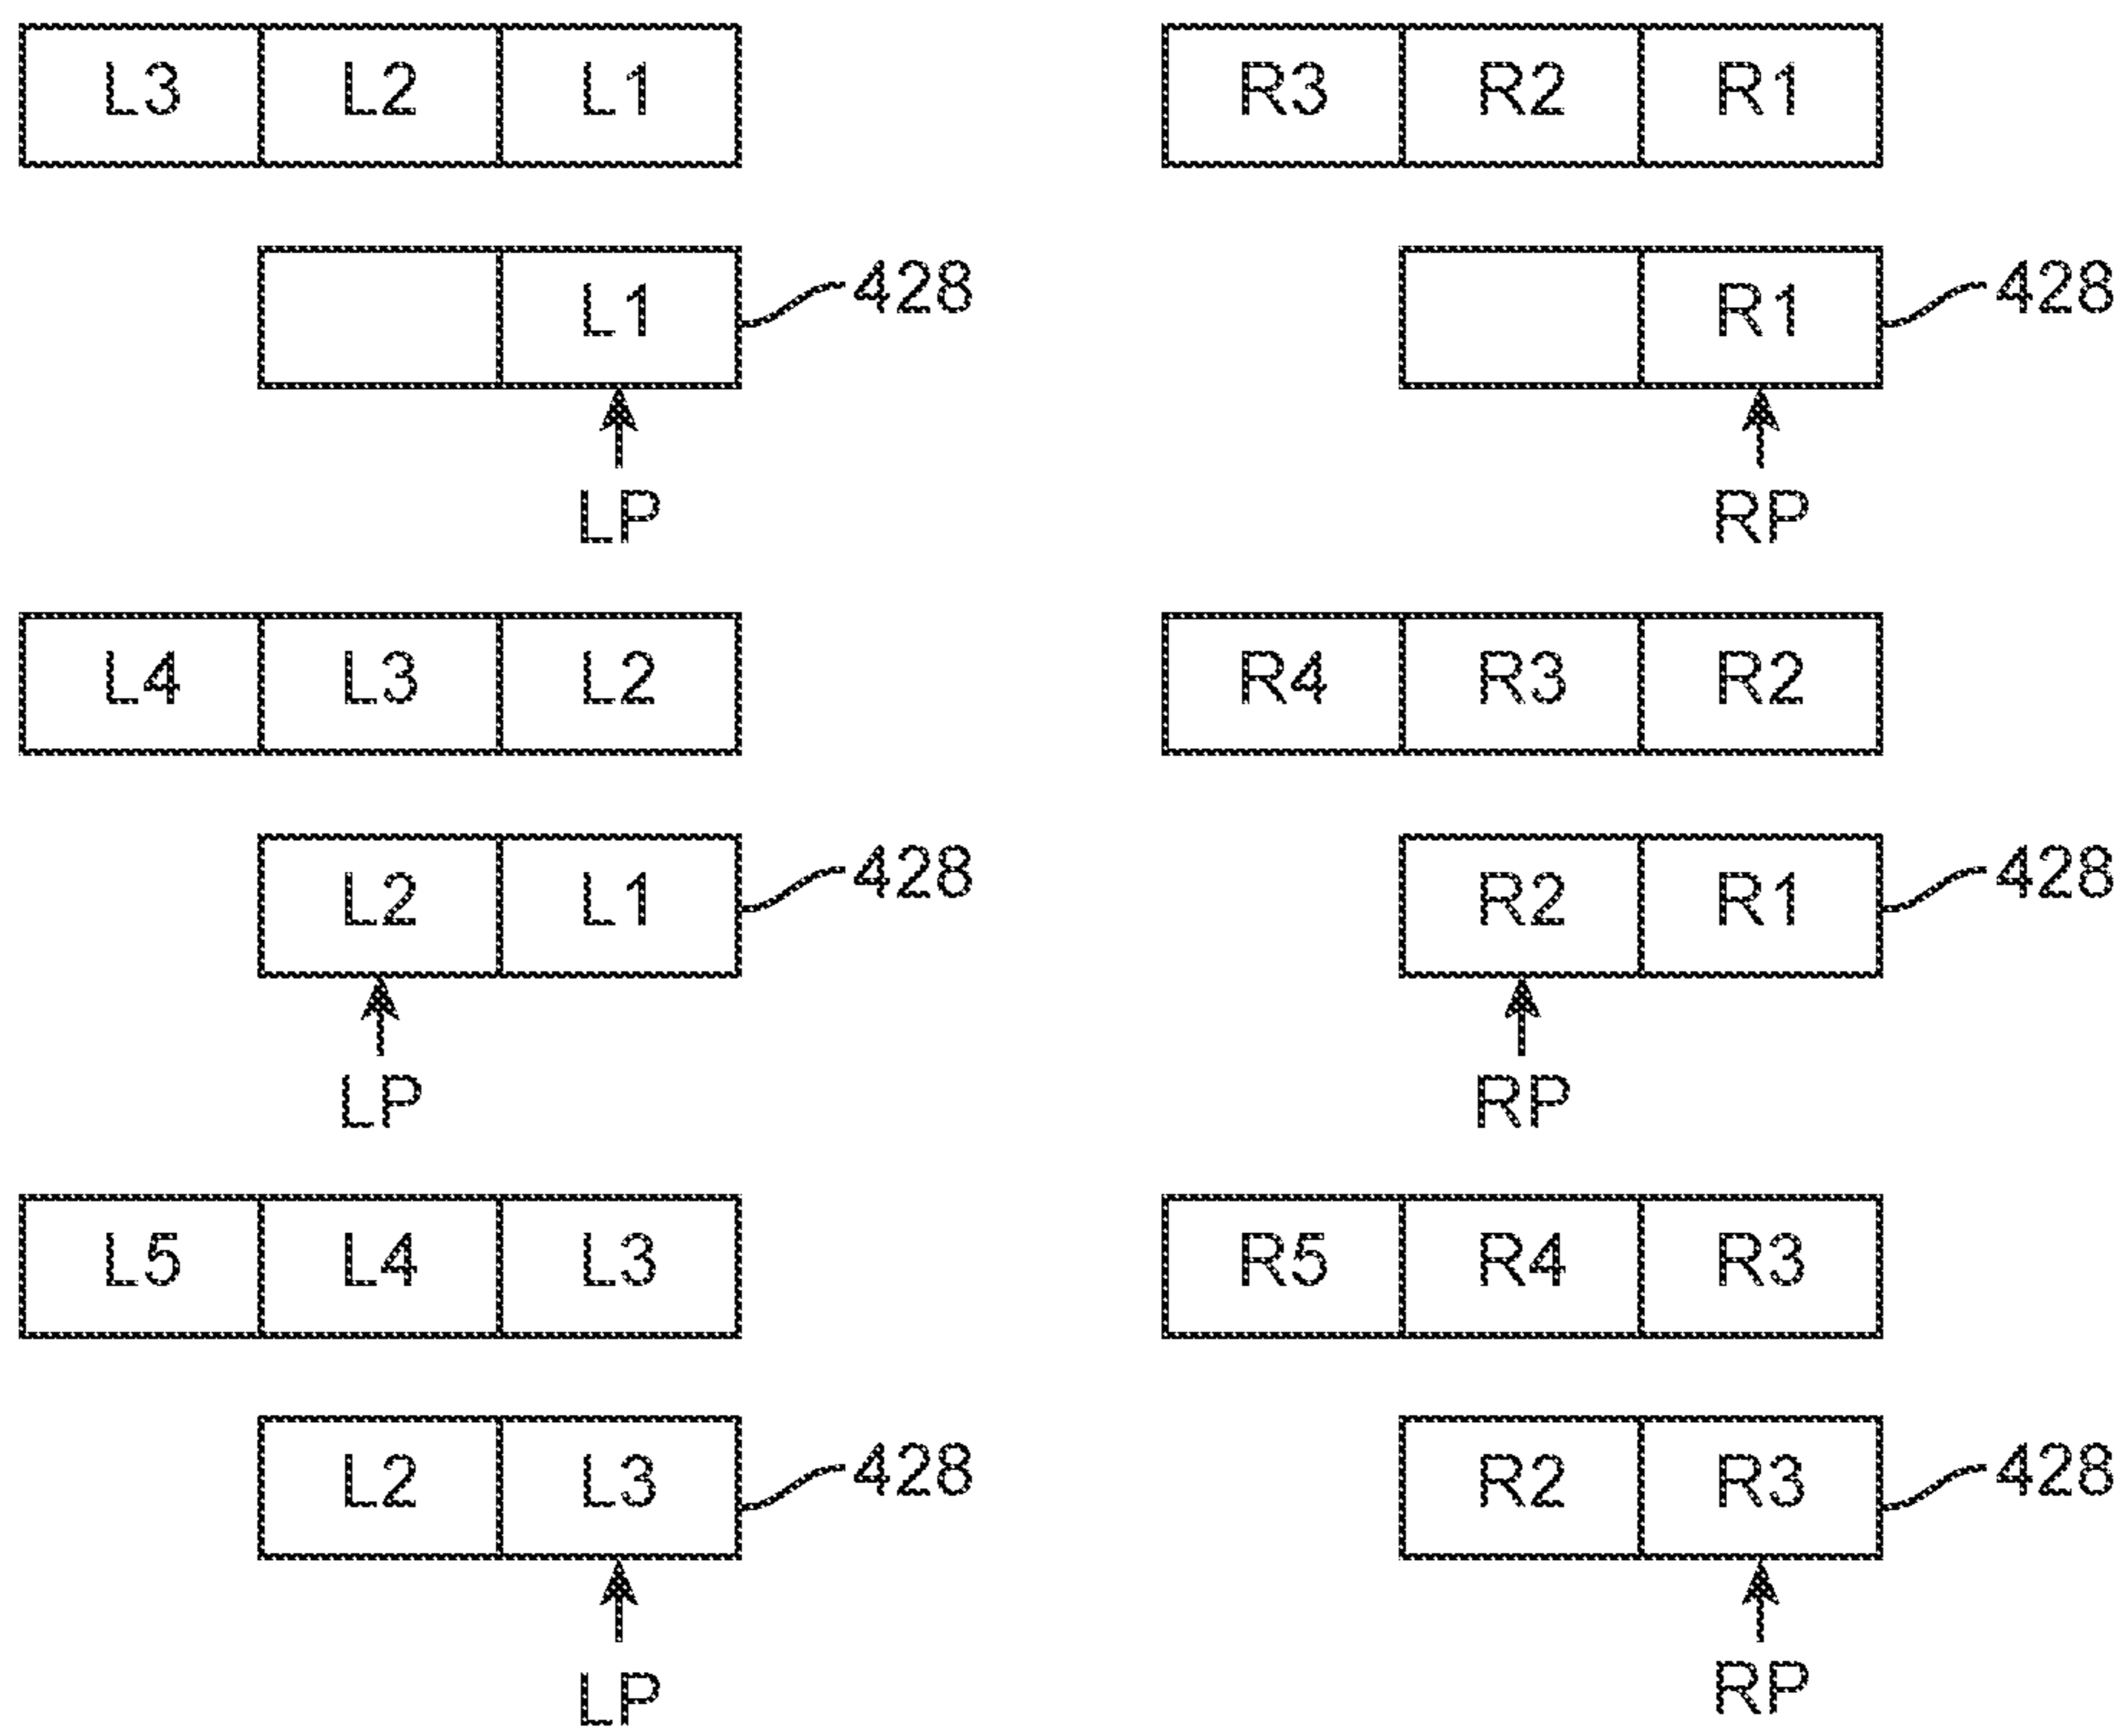 L3 L2 L1 R3 R2 R1
L1 428 R1 428
LP RP
L4 L3 L2 R4 R3 R2
L2 L1 428 R2 R1 428
LP RP
L5 L4 L3 R5 R4 R3
L2 L3 428 R2 R3 428
LP RP